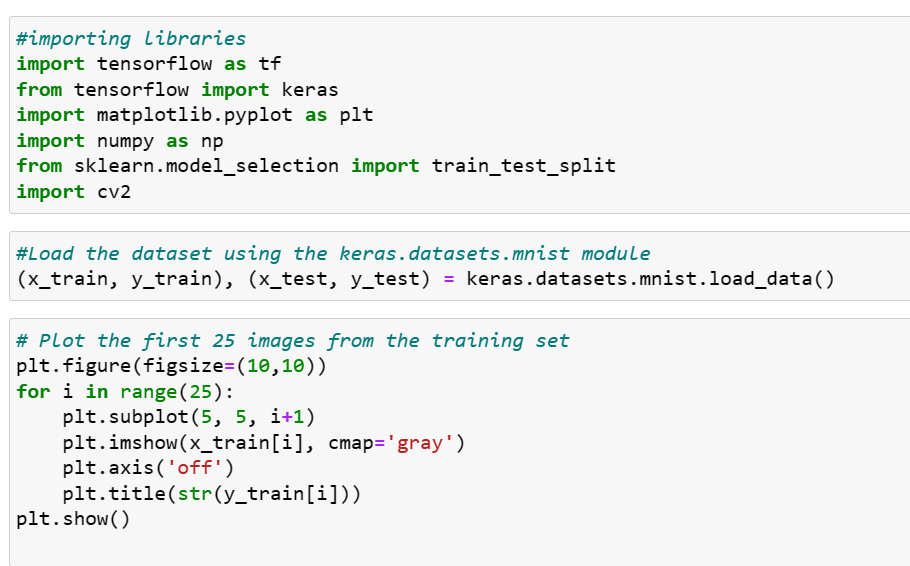 #importing libraries
import tensorflow as tf
from tensorflow import keras
import matplotlib.pyplot as plt
import numpy as np
from sklearn.model_selection import train_test_split
import cv2
#Load the dataset using the keras.datasets.mnist module
(x_train, y_train), (x_test, y_test) = keras.datasets.mnist.load_data()
# Plot the first 25 images from the training set
plt.figure(figsize=(10,10))
for i in range(25):
    plt.subplot(5, 5, i+1)
    plt.imshow(x_train[i], cmap='gray')
    plt.axis('off')
    plt.title(str(y_train[i]))
plt.show()